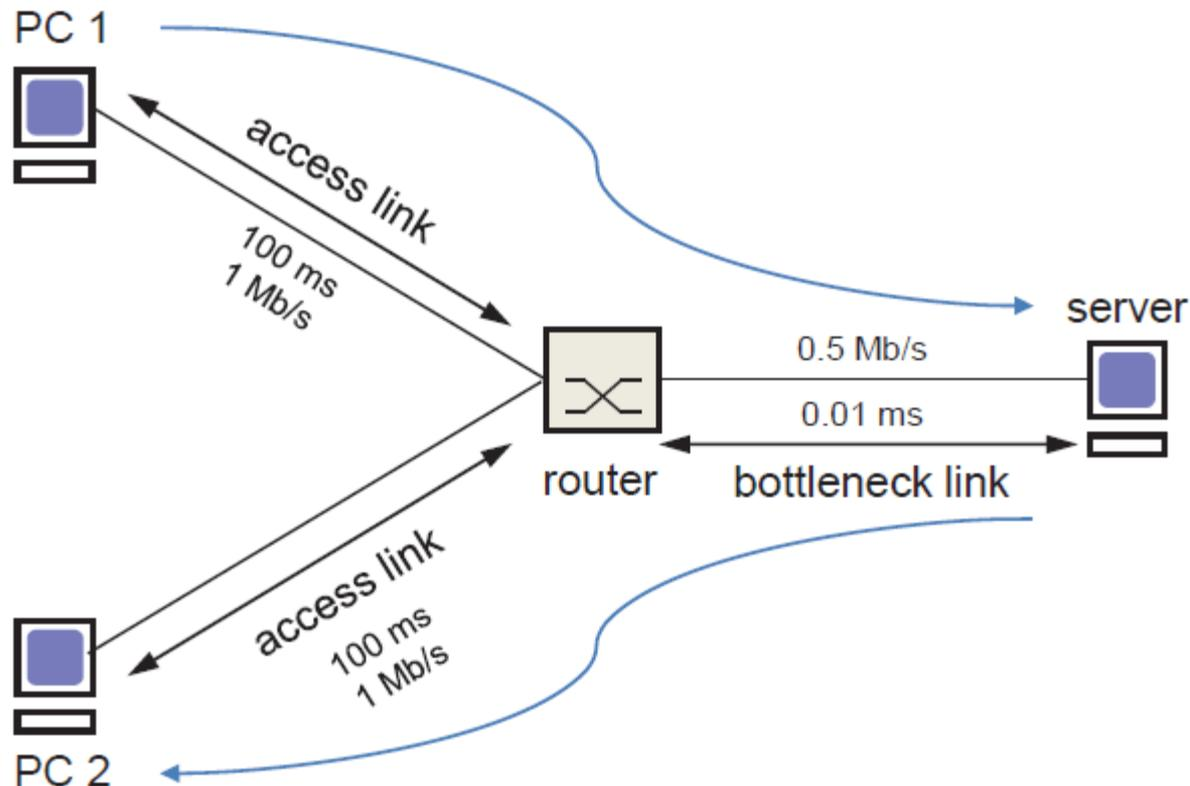 PC 1
access link
100 ms
1 Mb/s
server
0.5 Mb/s
0.01 ms
router
bottleneck link
access link
100 ms
1 Mb/s
PC 2